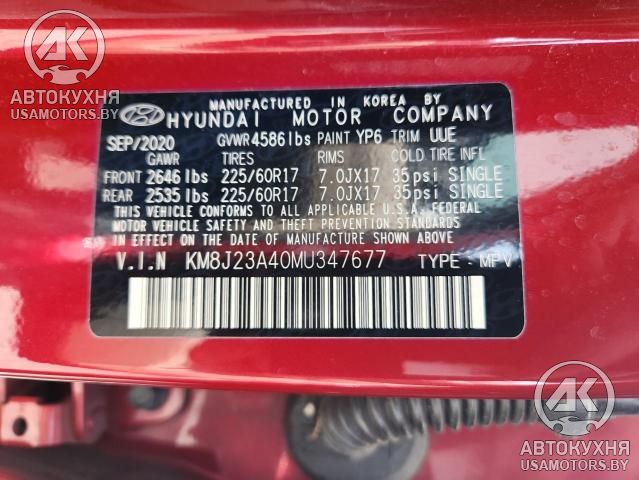 АК
АВТОКУХНЯ
USAMOTORS.BY
MANUFACTURED IN KOREA BY
HYUNDAI MOTOR COMPANY
SEP/2020 GVWR 4586 lbs PAINT YP6 TRIM UUE
GAWR TIRES RIMS COLD TIRE INFL
FRONT 2646 lbs 225/60R17 7.0JX17 35psi SINGLE
REAR 2535 lbs 225/60R17 7.0JX17 35psi SINGLE
THIS VEHICLE CONFORMS TO ALL APPLICABLE U.S.A. FEDERAL
MOTOR VEHICLE SAFETY AND THEFT PREVENTION STANDARDS
IN EFFECT ON THE DATE OF MANUFACTURE SHOWN ABOVE.
V.I.N KM8J23A40MU347677 TYPE : MPV
АК
АВТОКУХНЯ
USAMOTORS.BY